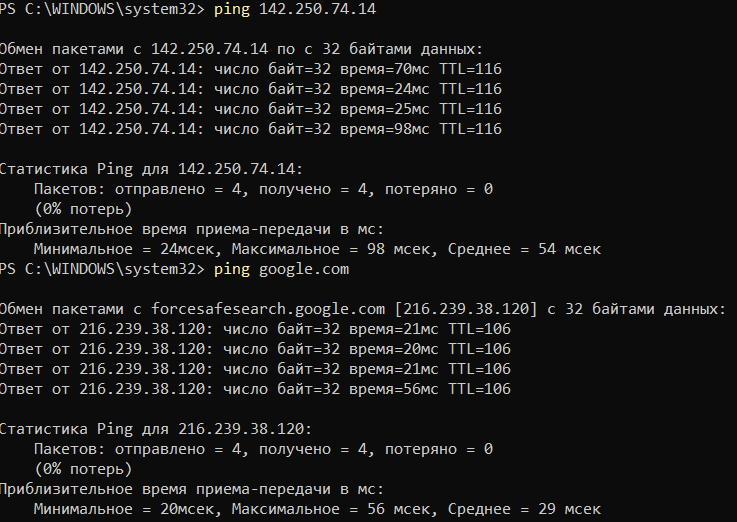 PS C:\WINDOWS\system32> ping 142.250.74.14
Обмен пакетами с 142.250.74.14 по с 32 байтами данных:
Ответ от 142.250.74.14: число байт=32 время=70мс TTL=116
Ответ от 142.250.74.14: число байт=32 время=24мс TTL=116
Ответ от 142.250.74.14: число байт=32 время=25мс TTL=116
Ответ от 142.250.74.14: число байт=32 время=98мс TTL=116
Статистика Ping для 142.250.74.14:
Пакетов: отправлено = 4, получено = 4, потеряно = 0
(0% потерь)
Приблизительное время приема-передачи в мс:
Минимальное = 24мсек, Максимальное = 98 мсек, Среднее = 54 мсек
PS C:\WINDOWS\system32> ping google.com
Обмен пакетами с forcesafesearch.google.com [216.239.38.120] с 32 байтами данных:
Ответ от 216.239.38.120: число байт=32 время=21мс TTL=106
Ответ от 216.239.38.120: число байт=32 время=20мс TTL=106
Ответ от 216.239.38.120: число байт=32 время=21мс TTL=106
Ответ от 216.239.38.120: число байт=32 время=56мс TTL=106
Статистика Ping для 216.239.38.120:
Пакетов: отправлено = 4, получено = 4, потеряно = 0
(0% потерь)
Приблизительное время приема-передачи в мс:
Минимальное = 20мсек, Максимальное = 56 мсек, Среднее = 29 мсек